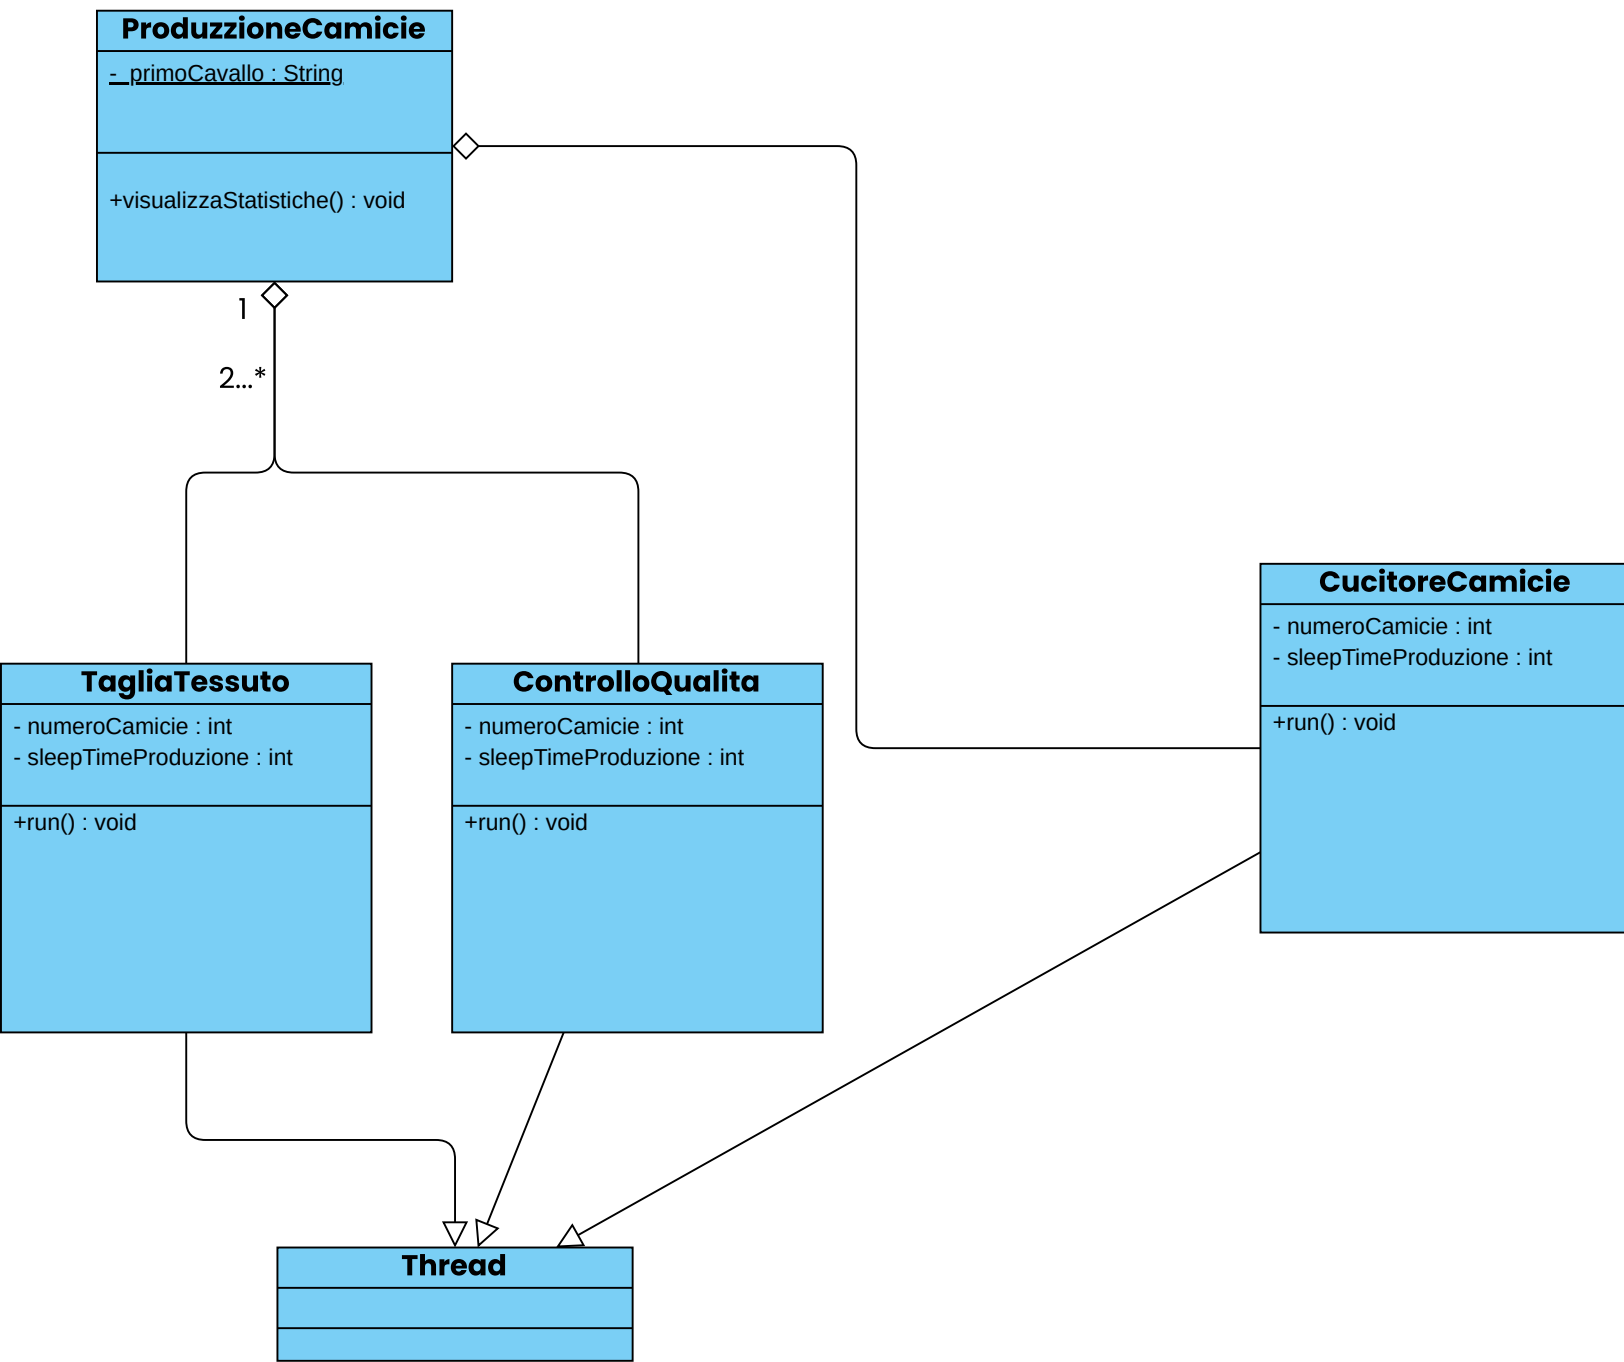 ProduzzioneCamicie
- primoCavallo : String
+visualizzaStatistiche() : void
1
2...*
CucitoreCamicie
- numeroCamicie : int
- sleepTimeProduzione : int
+run() : void
TagliaTessuto
- numeroCamicie : int
- sleepTimeProduzione : int
+run() : void
ControlloQualita
- numeroCamicie : int
- sleepTimeProduzione : int
+run() : void
Thread